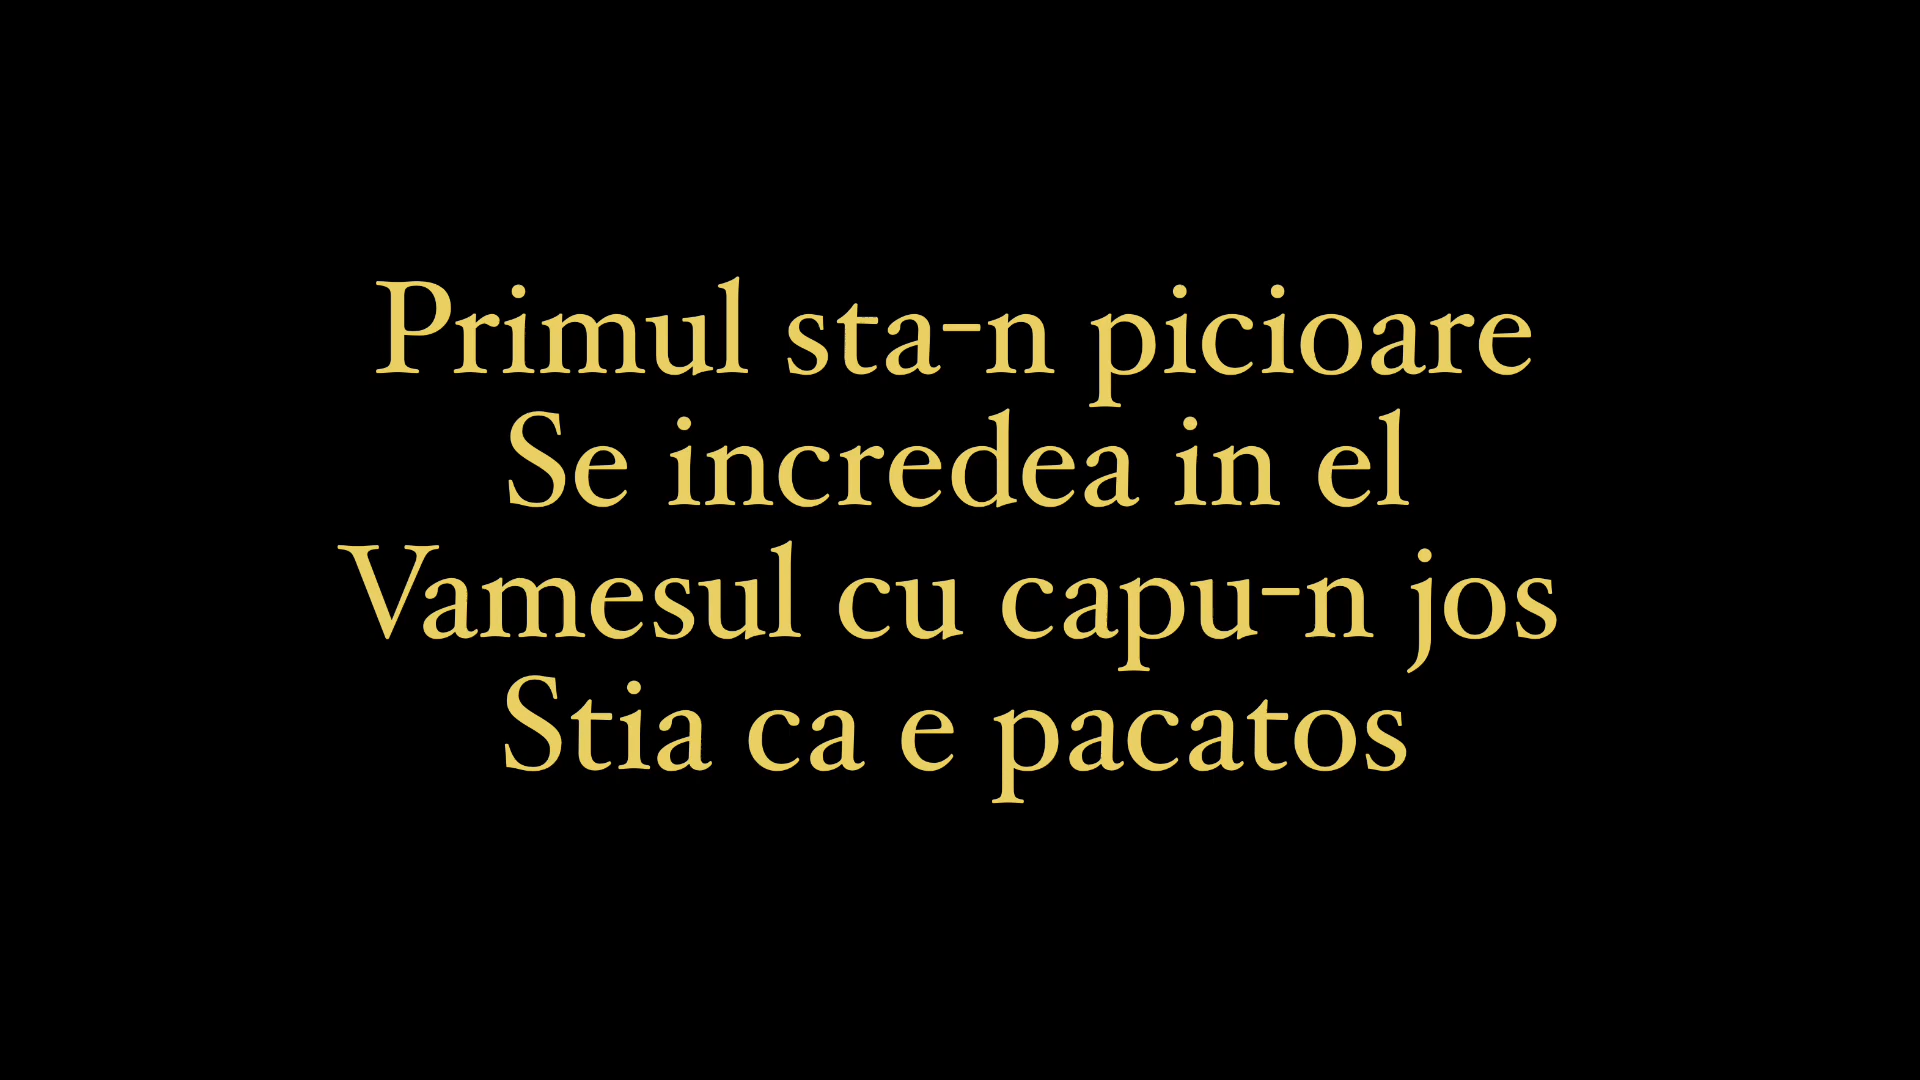 Primul sta-n picioare
Se incredea in el
Vamesul cu capu-n jos
Stia ca e pacatos